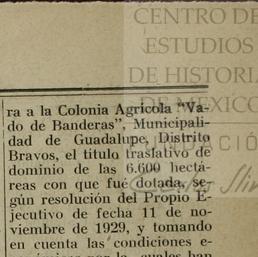 CENTRO DE
ESTUDIOS
DE HISTORIA
DE MÉXICO
ra a la Colonia Agrícola "Va-
do de Banderas", Municipali-
dad de Guadalupe, Distrito
Bravos, el título traslativo de
dominio de las 6.600 hectá-
reas con que fué dotada, se-
gún resolución del Propio E-
jecutivo de fecha 11 de no-
viembre de 1929, y tomando
en cuenta las condiciones e-
cuales han